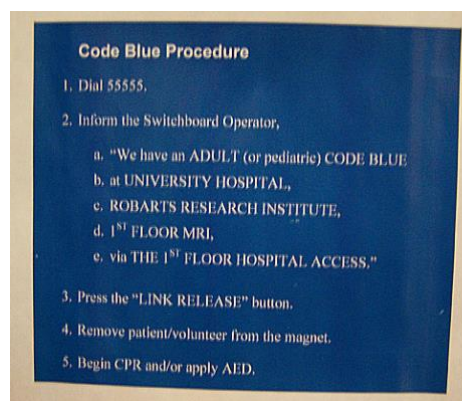 Code Blue Procedure
1. Dial 55555.
2. Inform the Switchboard Operator,
a. "We have an ADULT (or pediatric) CODE BLUE
b. at UNIVERSITY HOSPITAL,
c. ROBARTS RESEARCH INSTITUTE,
d. 1ST FLOOR MRI,
e. via THE 1ST FLOOR HOSPITAL ACCESS."
3. Press the "LINK RELEASE" button.
4. Remove patient/volunteer from the magnet.
5. Begin CPR and/or apply AED.